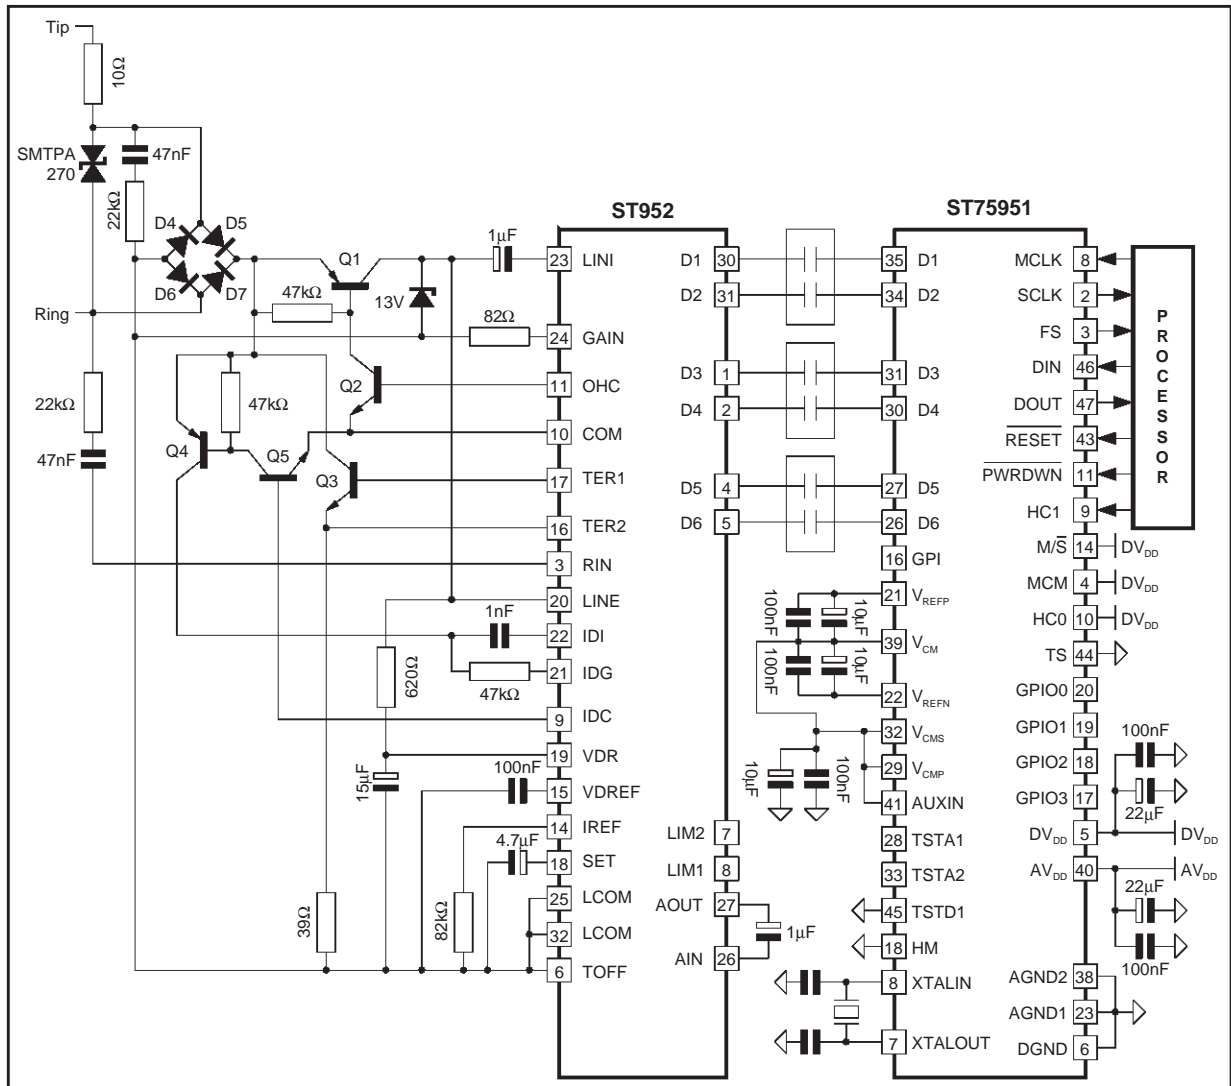 Tip
10Ω
SMTPA
270
47nF
22kΩ
D4
D5
D6
D7
Ring
Q1
47kΩ
13V
1µF
82Ω
Q2
47kΩ
Q4
Q5
Q3
22kΩ
47nF
1nF
47kΩ
620Ω
15µF
100nF
4.7µF
39Ω
82kΩ
ST952
23 LINI
24 GAIN
11 OHC
10 COM
17 TER1
16 TER2
3 RIN
20 LINE
22 IDI
21 IDG
9 IDC
19 VDR
15 VDREF
14 IREF
18 SET
25 LCOM
32 LCOM
6 TOFF
D1 30
D2 31
D3 1
D4 2
D5 4
D6 5
LIM2 7
LIM1 8
AOUT 27
AIN 26
1µF
ST75951
35 D1
34 D2
31 D3
30 D4
27 D5
26 D6
16 GPI
21 VREFP
39 VCM
22 VREFN
32 VCMS
29 VCMP
41 AUXIN
28 TSTA1
33 TSTA2
45 TSTD1
18 HM
8 XTALIN
7 XTALOUT
100nF
10µF
100nF
10µF
10µF
100nF
MCLK 8
SCLK 2
FS 3
DIN 46
DOUT 47
RESET 43
PWRDWN 11
HC1 9
M/S 14 DVDD
MCM 4 DVDD
HC0 10 DVDD
TS 44
GPIO0 20
GPIO1 19
GPIO2 18
GPIO3 17
DVDD 5 DVDD
AVDD 40 AVDD
AGND2 38
AGND1 23
DGND 6
100nF
22µF
22µF
100nF
PROCESSOR